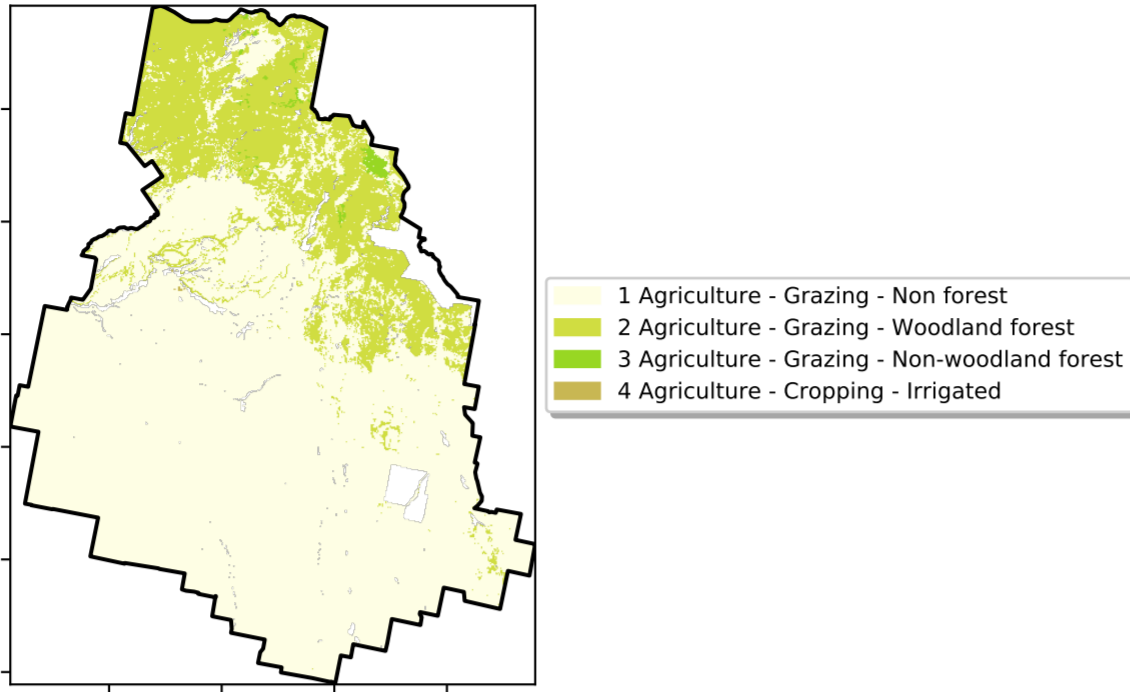 1 Agriculture - Grazing - Non forest
2 Agriculture - Grazing - Woodland forest
3 Agriculture - Grazing - Non-woodland forest
4 Agriculture - Cropping - Irrigated